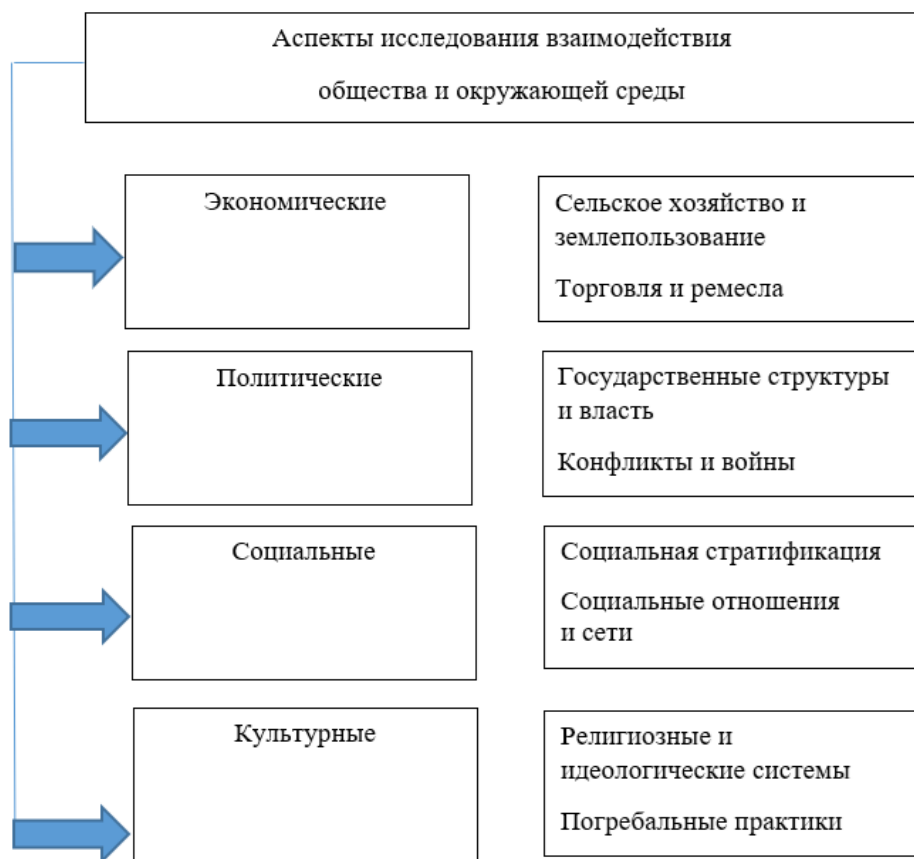 Аспекты исследования взаимодействия
общества и окружающей среды
Экономические
Сельское хозяйство и
землепользование
Торговля и ремесла
Политические
Государственные структуры
и власть
Конфликты и войны
Социальные
Социальная стратификация
Социальные отношения
и сети
Культурные
Религиозные и
идеологические системы
Погребальные практики